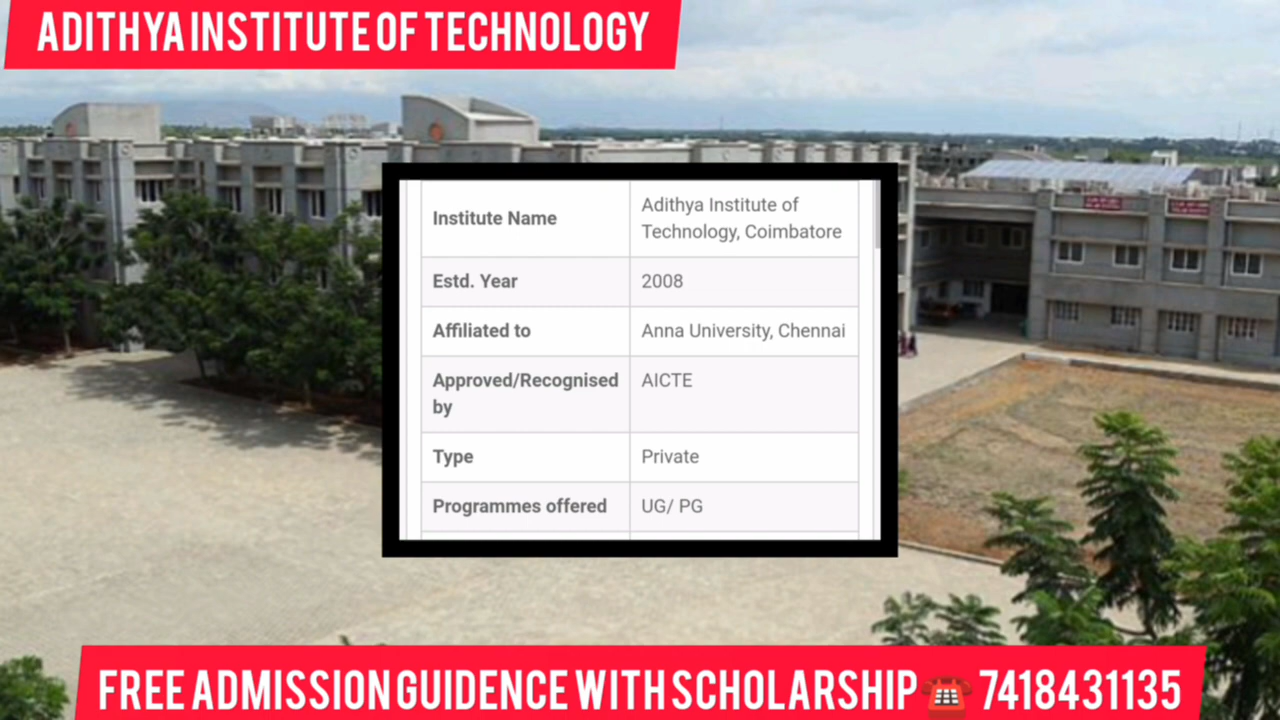 ADITHYA INSTITUTE OF TECHNOLOGY
Institute Name
Adithya Institute of
Technology, Coimbatore
Estd. Year
2008
Affiliated to
Anna University, Chennai
Approved/Recognised
by
AICTE
Type
Private
Programmes offered
UG/ PG
FREE ADMISSION GUIDENCE WITH SCHOLARSHIP ☎️ 7418431135